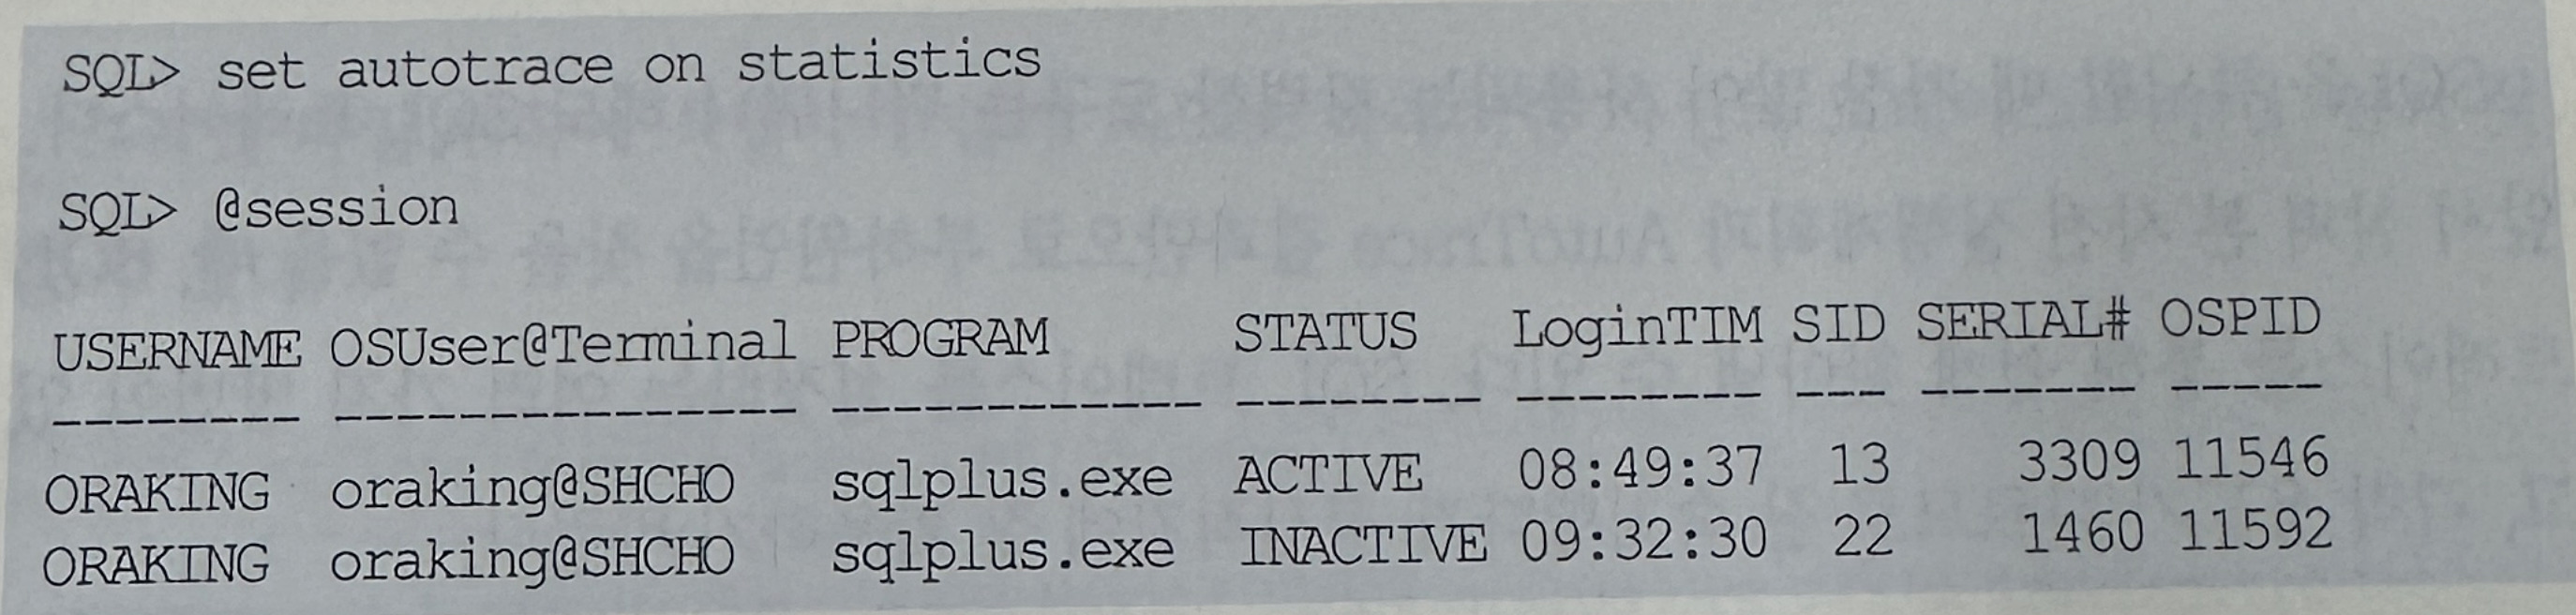 SQL> set autotrace on statistics
SQL> @session
USERNAME OSUser@Terminal PROGRAM STATUS LoginTIM SID SERIAL# OSPID
-------- --------------- ------------ -------- -------- --- ------- -----
ORAKING oraking@SHCHO sqlplus.exe ACTIVE 08:49:37 13 3309 11546
ORAKING oraking@SHCHO sqlplus.exe INACTIVE 09:32:30 22 1460 11592